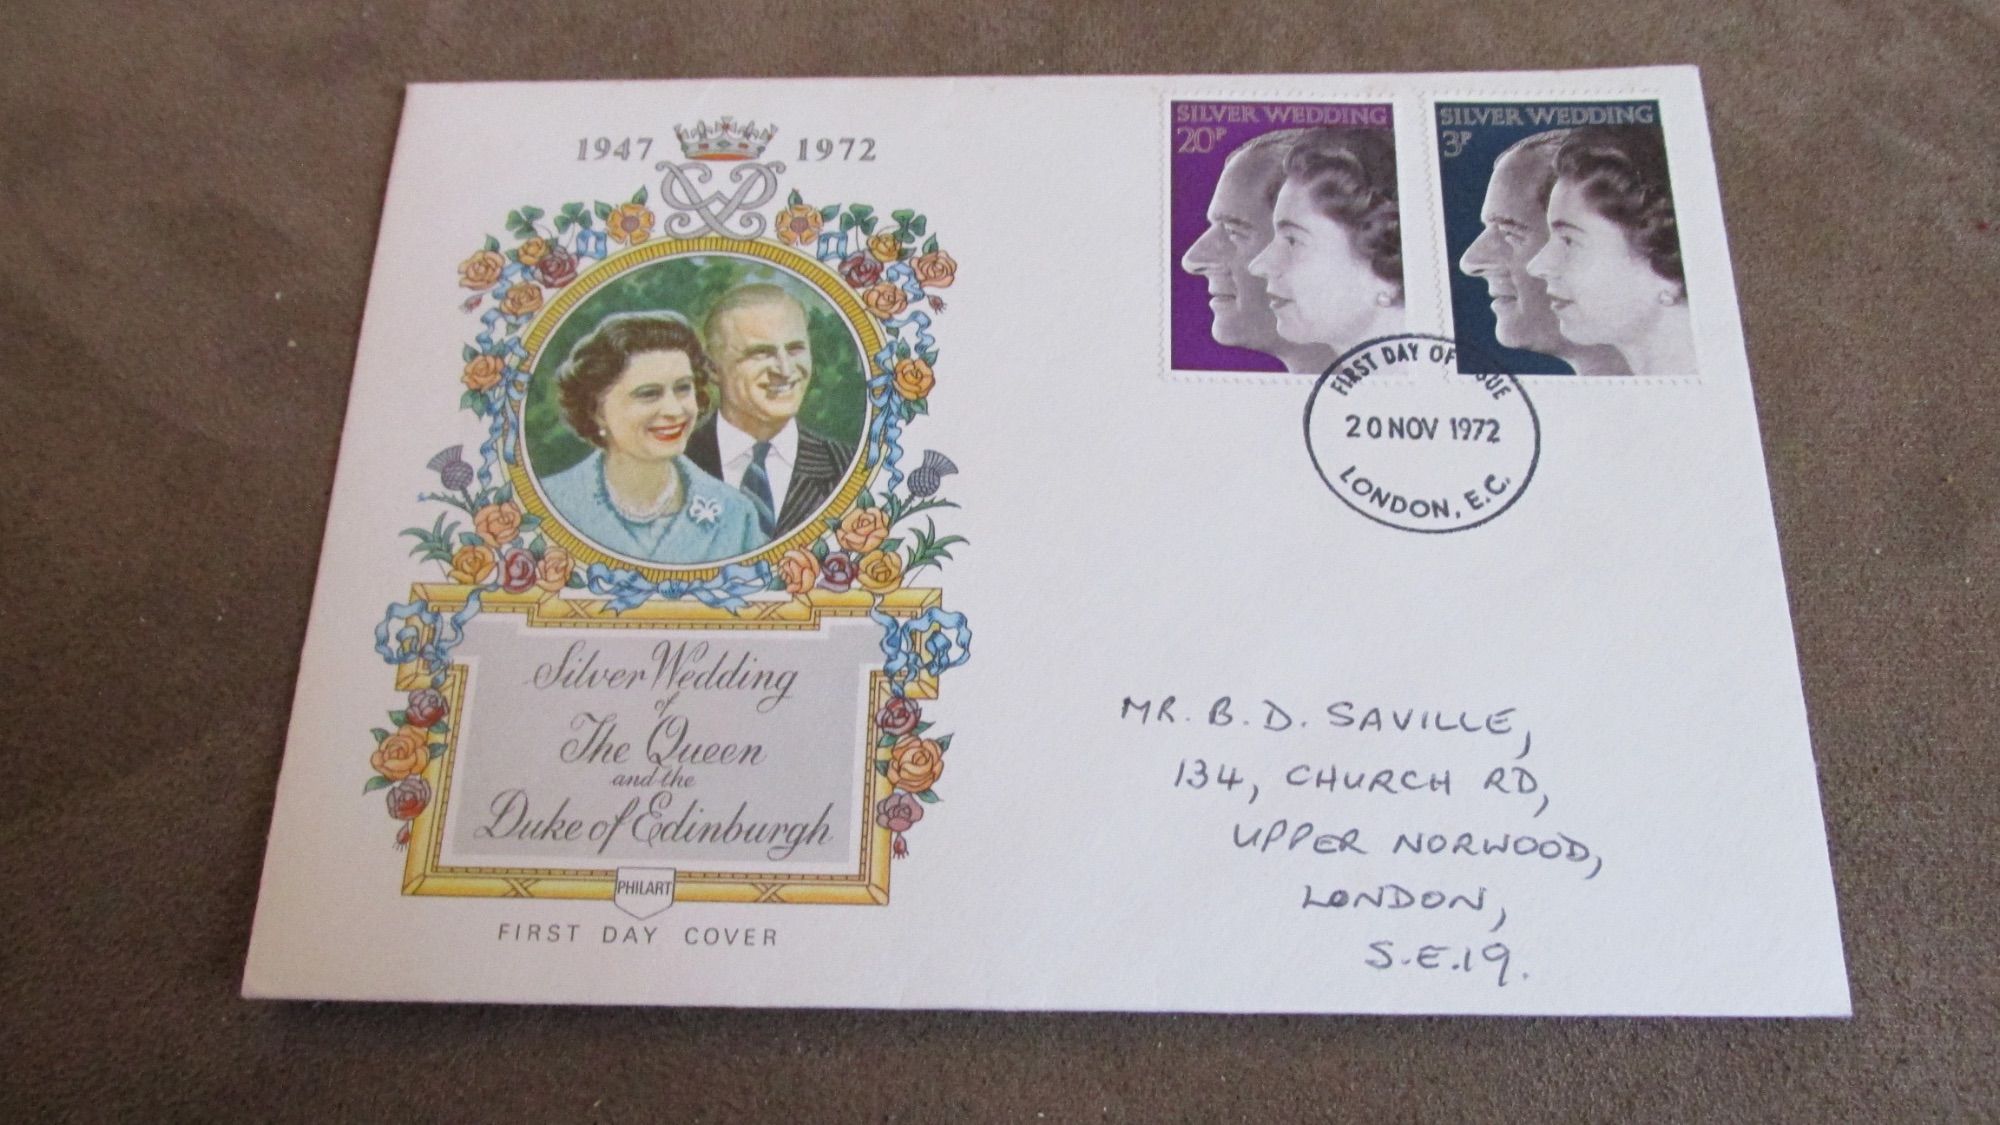 1947 1972
Silver Wedding
of
The Queen
and the
Duke of Edinburgh
PHILART
FIRST DAY COVER
SILVER WEDDING
20P
SILVER WEDDING
3P
FIRST DAY OF ISSUE
20 NOV 1972
LONDON, E.C.
MR. B. D. SAVILLE,
134, CHURCH RD,
UPPER NORWOOD,
LONDON,
S.E.19.